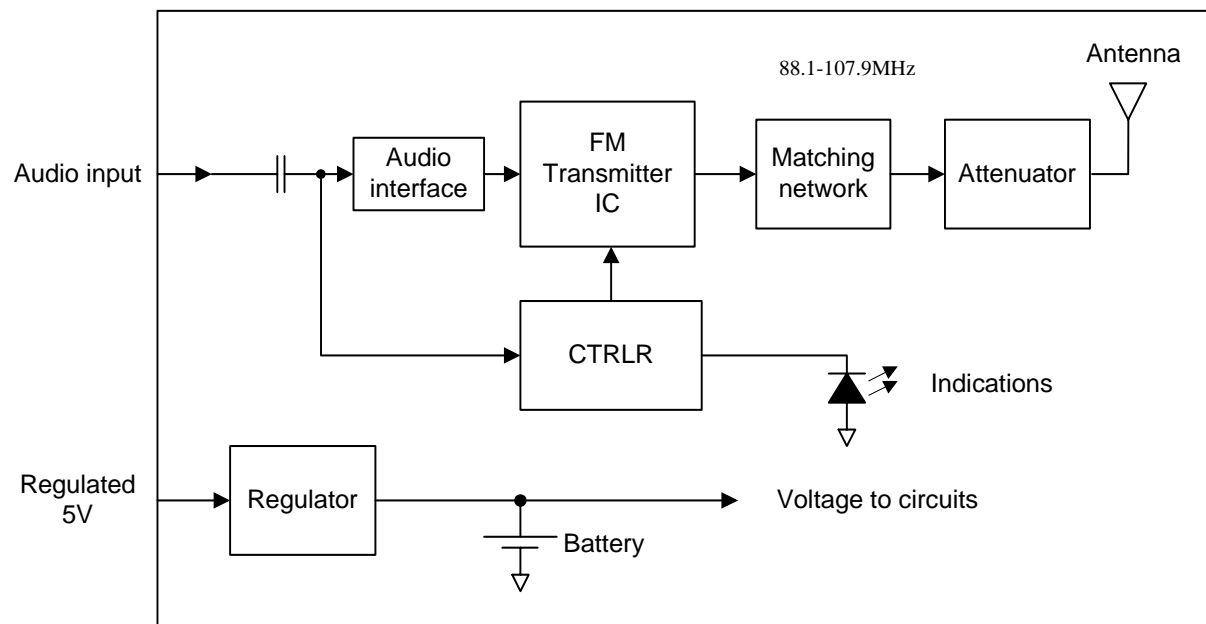 88.1-107.9MHz
Antenna
Audio input
Audio
interface
FM
Transmitter
IC
Matching
network
Attenuator
CTRLR
Indications
Regulated
5V
Regulator
Voltage to circuits
Battery